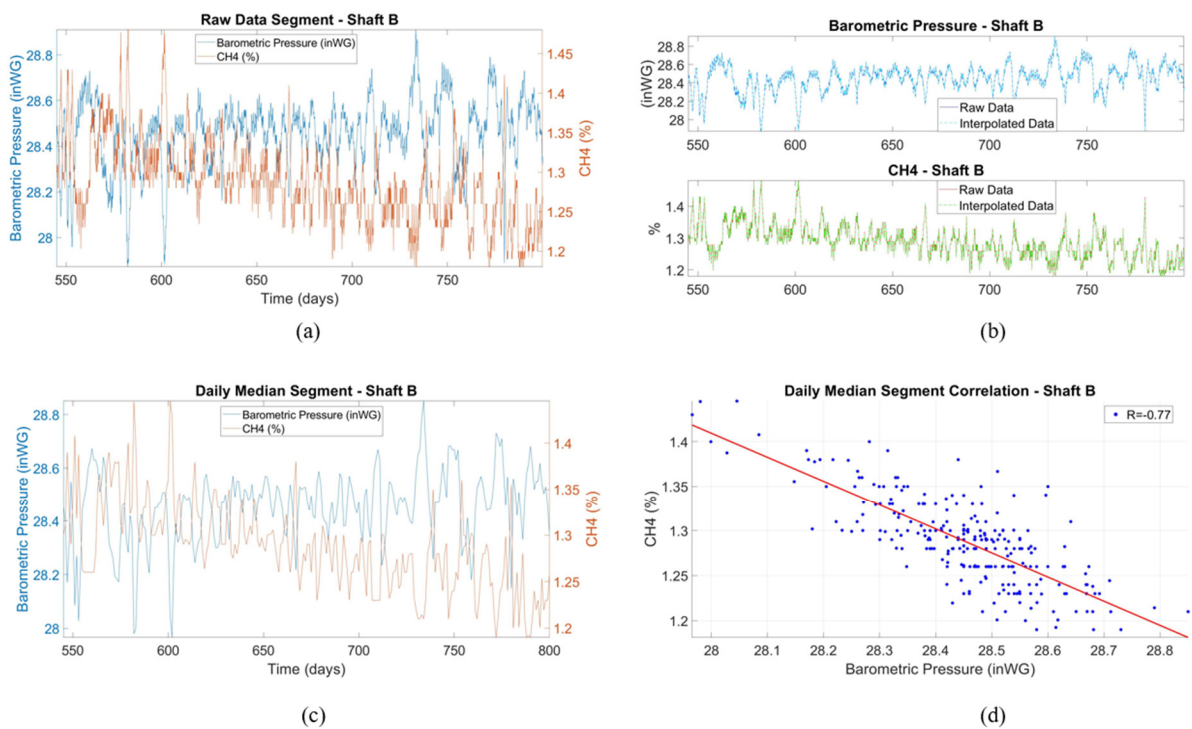 Raw Data Segment - Shaft B
Barometric Pressure (inWG)
CH4 (%)
Barometric Pressure (inWG)
28.8
28.6
28.4
28.2
28
1.45
1.4
1.35
1.3
1.25
1.2
CH4 (%)
550
600
650
700
750
Time (days)
(a)
Barometric Pressure - Shaft B
(inWG)
28.8
28.6
28.4
28.2
28
Raw Data
Interpolated Data
550
600
650
700
750
CH4 - Shaft B
%
1.4
1.3
1.2
Raw Data
Interpolated Data
550
600
650
700
750
(b)
Daily Median Segment - Shaft B
Barometric Pressure (inWG)
CH4 (%)
Barometric Pressure (inWG)
28.8
28.6
28.4
28.2
28
1.4
1.35
1.3
1.25
1.2
CH4 (%)
550
600
650
700
750
800
Time (days)
(c)
Daily Median Segment Correlation - Shaft B
R=-0.77
CH4 (%)
1.4
1.35
1.3
1.25
1.2
28
28.1
28.2
28.3
28.4
28.5
28.6
28.7
28.8
Barometric Pressure (inWG)
(d)